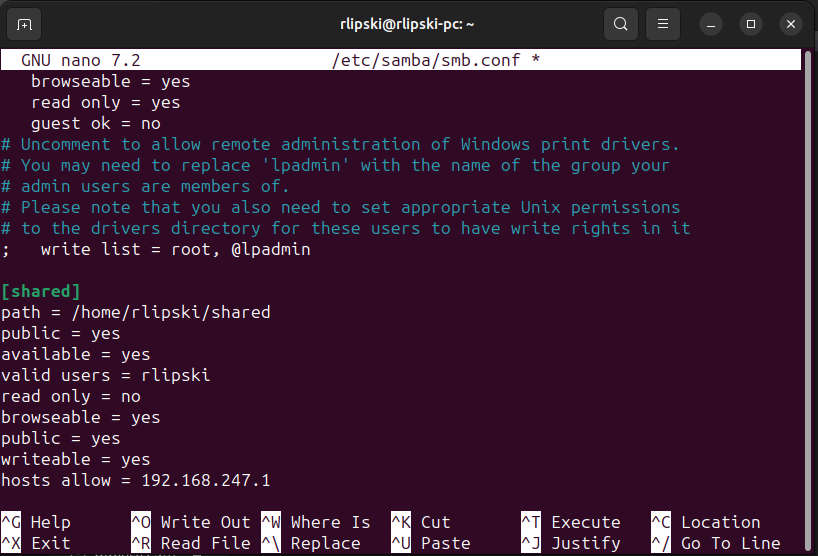 rlipski@rlipski-pc: ~
GNU nano 7.2 /etc/samba/smb.conf *
browseable = yes
read only = yes
guest ok = no
# Uncomment to allow remote administration of Windows print drivers.
# You may need to replace 'lpadmin' with the name of the group your
# admin users are members of.
# Please note that you also need to set appropriate Unix permissions
# to the drivers directory for these users to have write rights in it
;   write list = root, @lpadmin
[shared]
path = /home/rlipski/shared
public = yes
available = yes
valid users = rlipski
read only = no
browseable = yes
public = yes
writeable = yes
hosts allow = 192.168.247.1
^G Help ^O Write Out ^W Where Is ^K Cut ^T Execute ^C Location
^X Exit ^R Read File ^\ Replace ^U Paste ^J Justify ^/ Go To Line